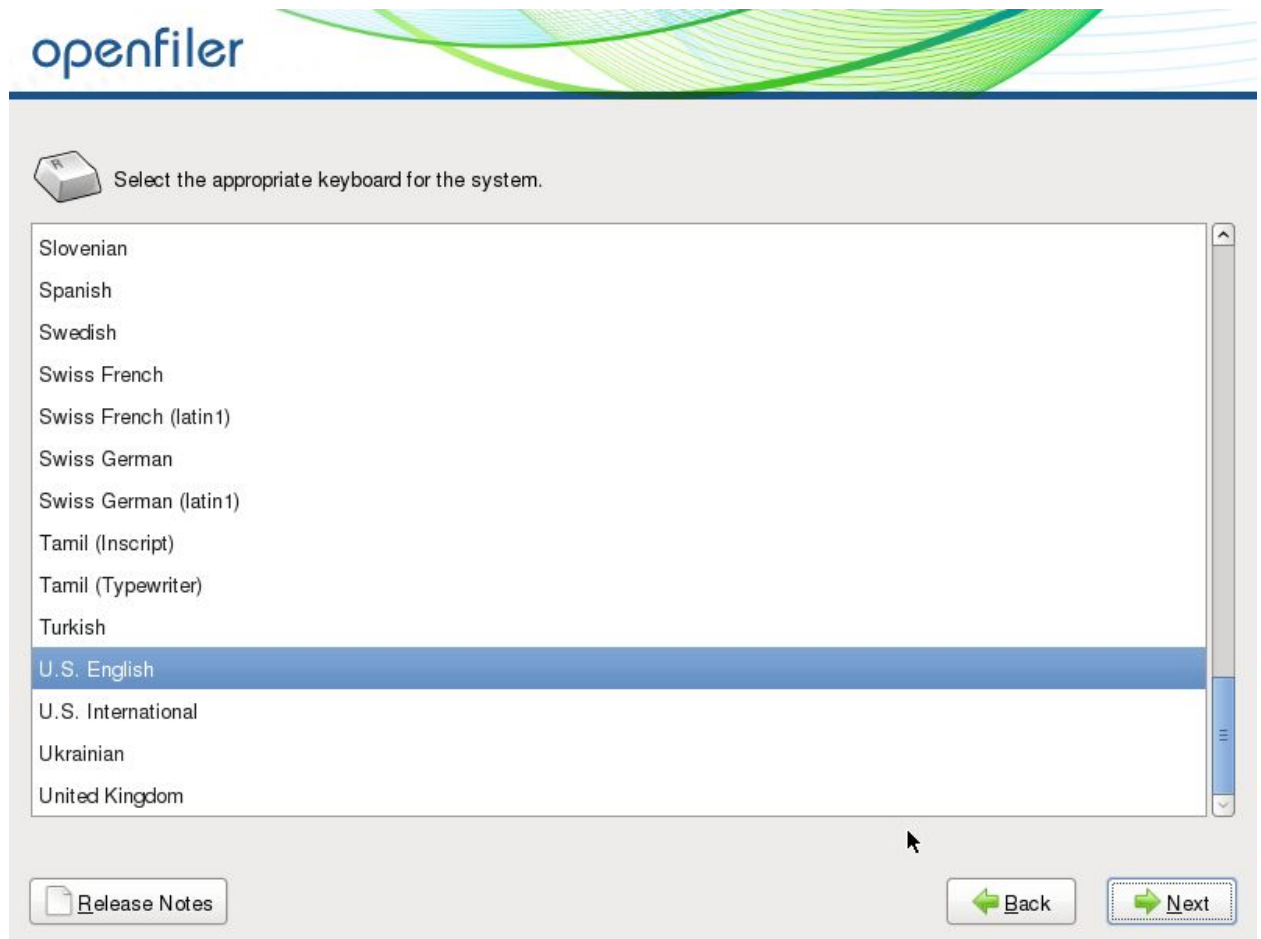 openfiler
R
Select the appropriate keyboard for the system.
Slovenian
Spanish
Swedish
Swiss French
Swiss French (latin1)
Swiss German
Swiss German (latin1)
Tamil (Inscript)
Tamil (Typewriter)
Turkish
U.S. English
U.S. International
Ukrainian
United Kingdom
Release Notes
Back
Next